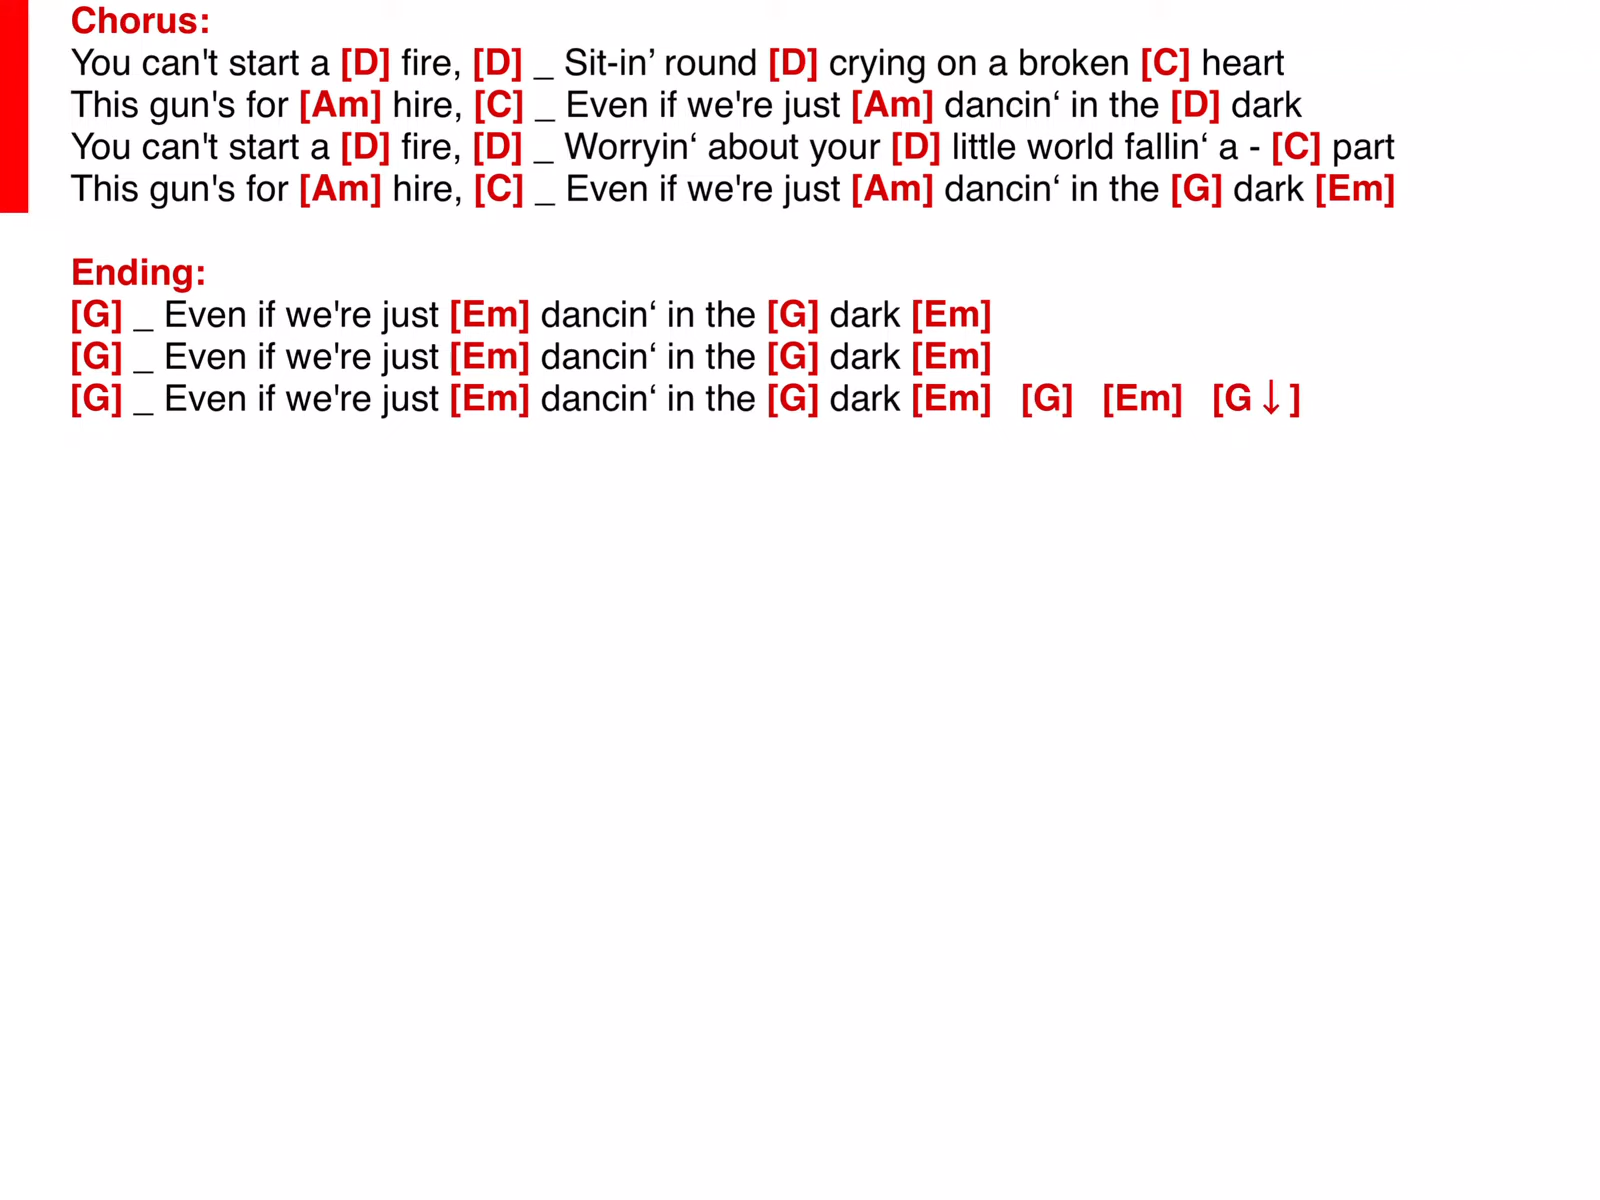 Chorus:
You can't start a [D] fire, [D] _ Sit-in’ round [D] crying on a broken [C] heart
This gun's for [Am] hire, [C] _ Even if we're just [Am] dancin‘ in the [D] dark
You can't start a [D] fire, [D] _ Worryin‘ about your [D] little world fallin‘ a - [C] part
This gun's for [Am] hire, [C] _ Even if we're just [Am] dancin‘ in the [G] dark [Em]
Ending:
[G] _ Even if we're just [Em] dancin‘ in the [G] dark [Em]
[G] _ Even if we're just [Em] dancin‘ in the [G] dark [Em]
[G] _ Even if we're just [Em] dancin‘ in the [G] dark [Em] [G] [Em] [G↓]